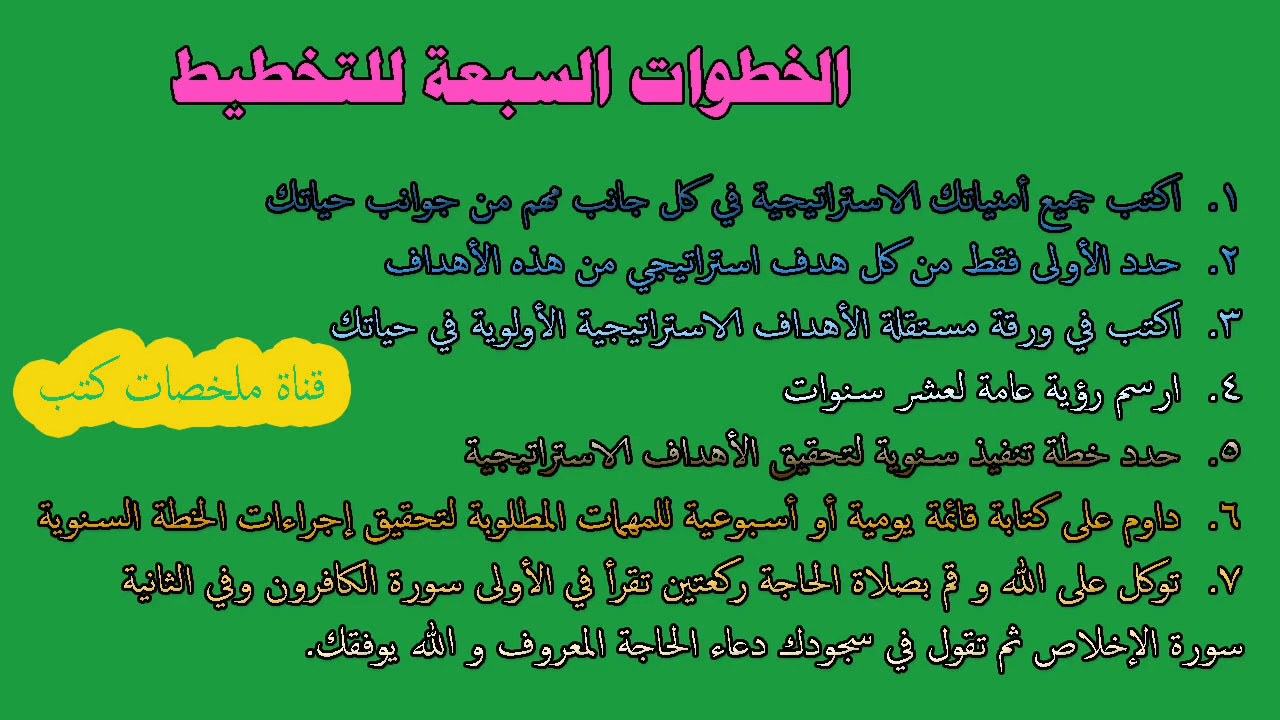 الخطوات السبعة للتخطيط
١. اكتب جميع أمنياتك الاستراتيجية في كل جانب مهم من جوانب حياتك
٢. حدد الأولى فقط من كل هدف استراتيجي من هذه الأهداف
٣. اكتب في ورقة مستقلة الأهداف الاستراتيجية الأولوية في حياتك
قناة ملخصات كتب
٤. ارسم رؤية عامة لعشر سنوات
٥. حدد خطة تنفيذ سنوية لتحقيق الأهداف الاستراتيجية
٦. داوم على كتابة قائمة يومية أو أسبوعية للمهمات المطلوبة لتحقيق إجراءات الخطة السنوية
٧. توكل على الله و قم بصلاة الحاجة ركعتين تقرأ في الأولى سورة الكافرون وفي الثانية
سورة الإخلاص ثم تقول في سجودك دعاء الحاجة المعروف و الله يوفقك.